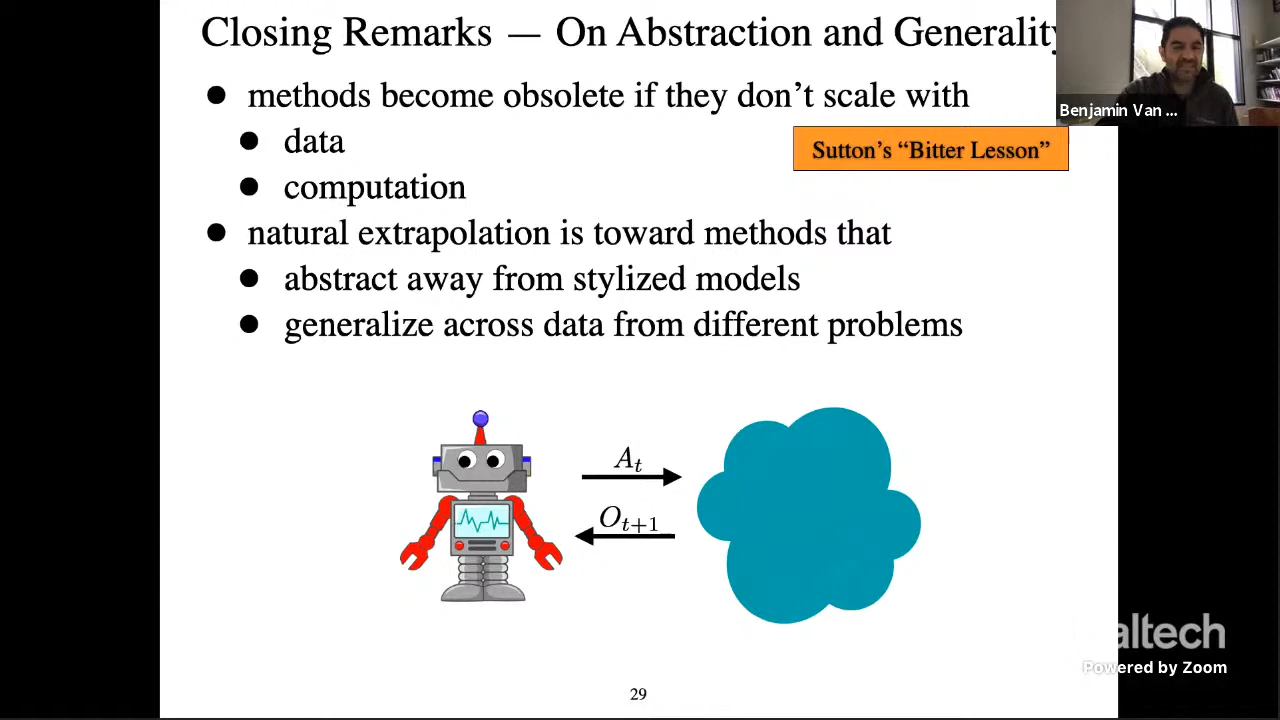 Closing Remarks — On Abstraction and Generality
Benjamin Van ...
● methods become obsolete if they don't scale with
● data
Sutton's “Bitter Lesson”
● computation
● natural extrapolation is toward methods that
● abstract away from stylized models
● generalize across data from different problems
A_t
O_{t+1}
altech
Powered by Zoom
29